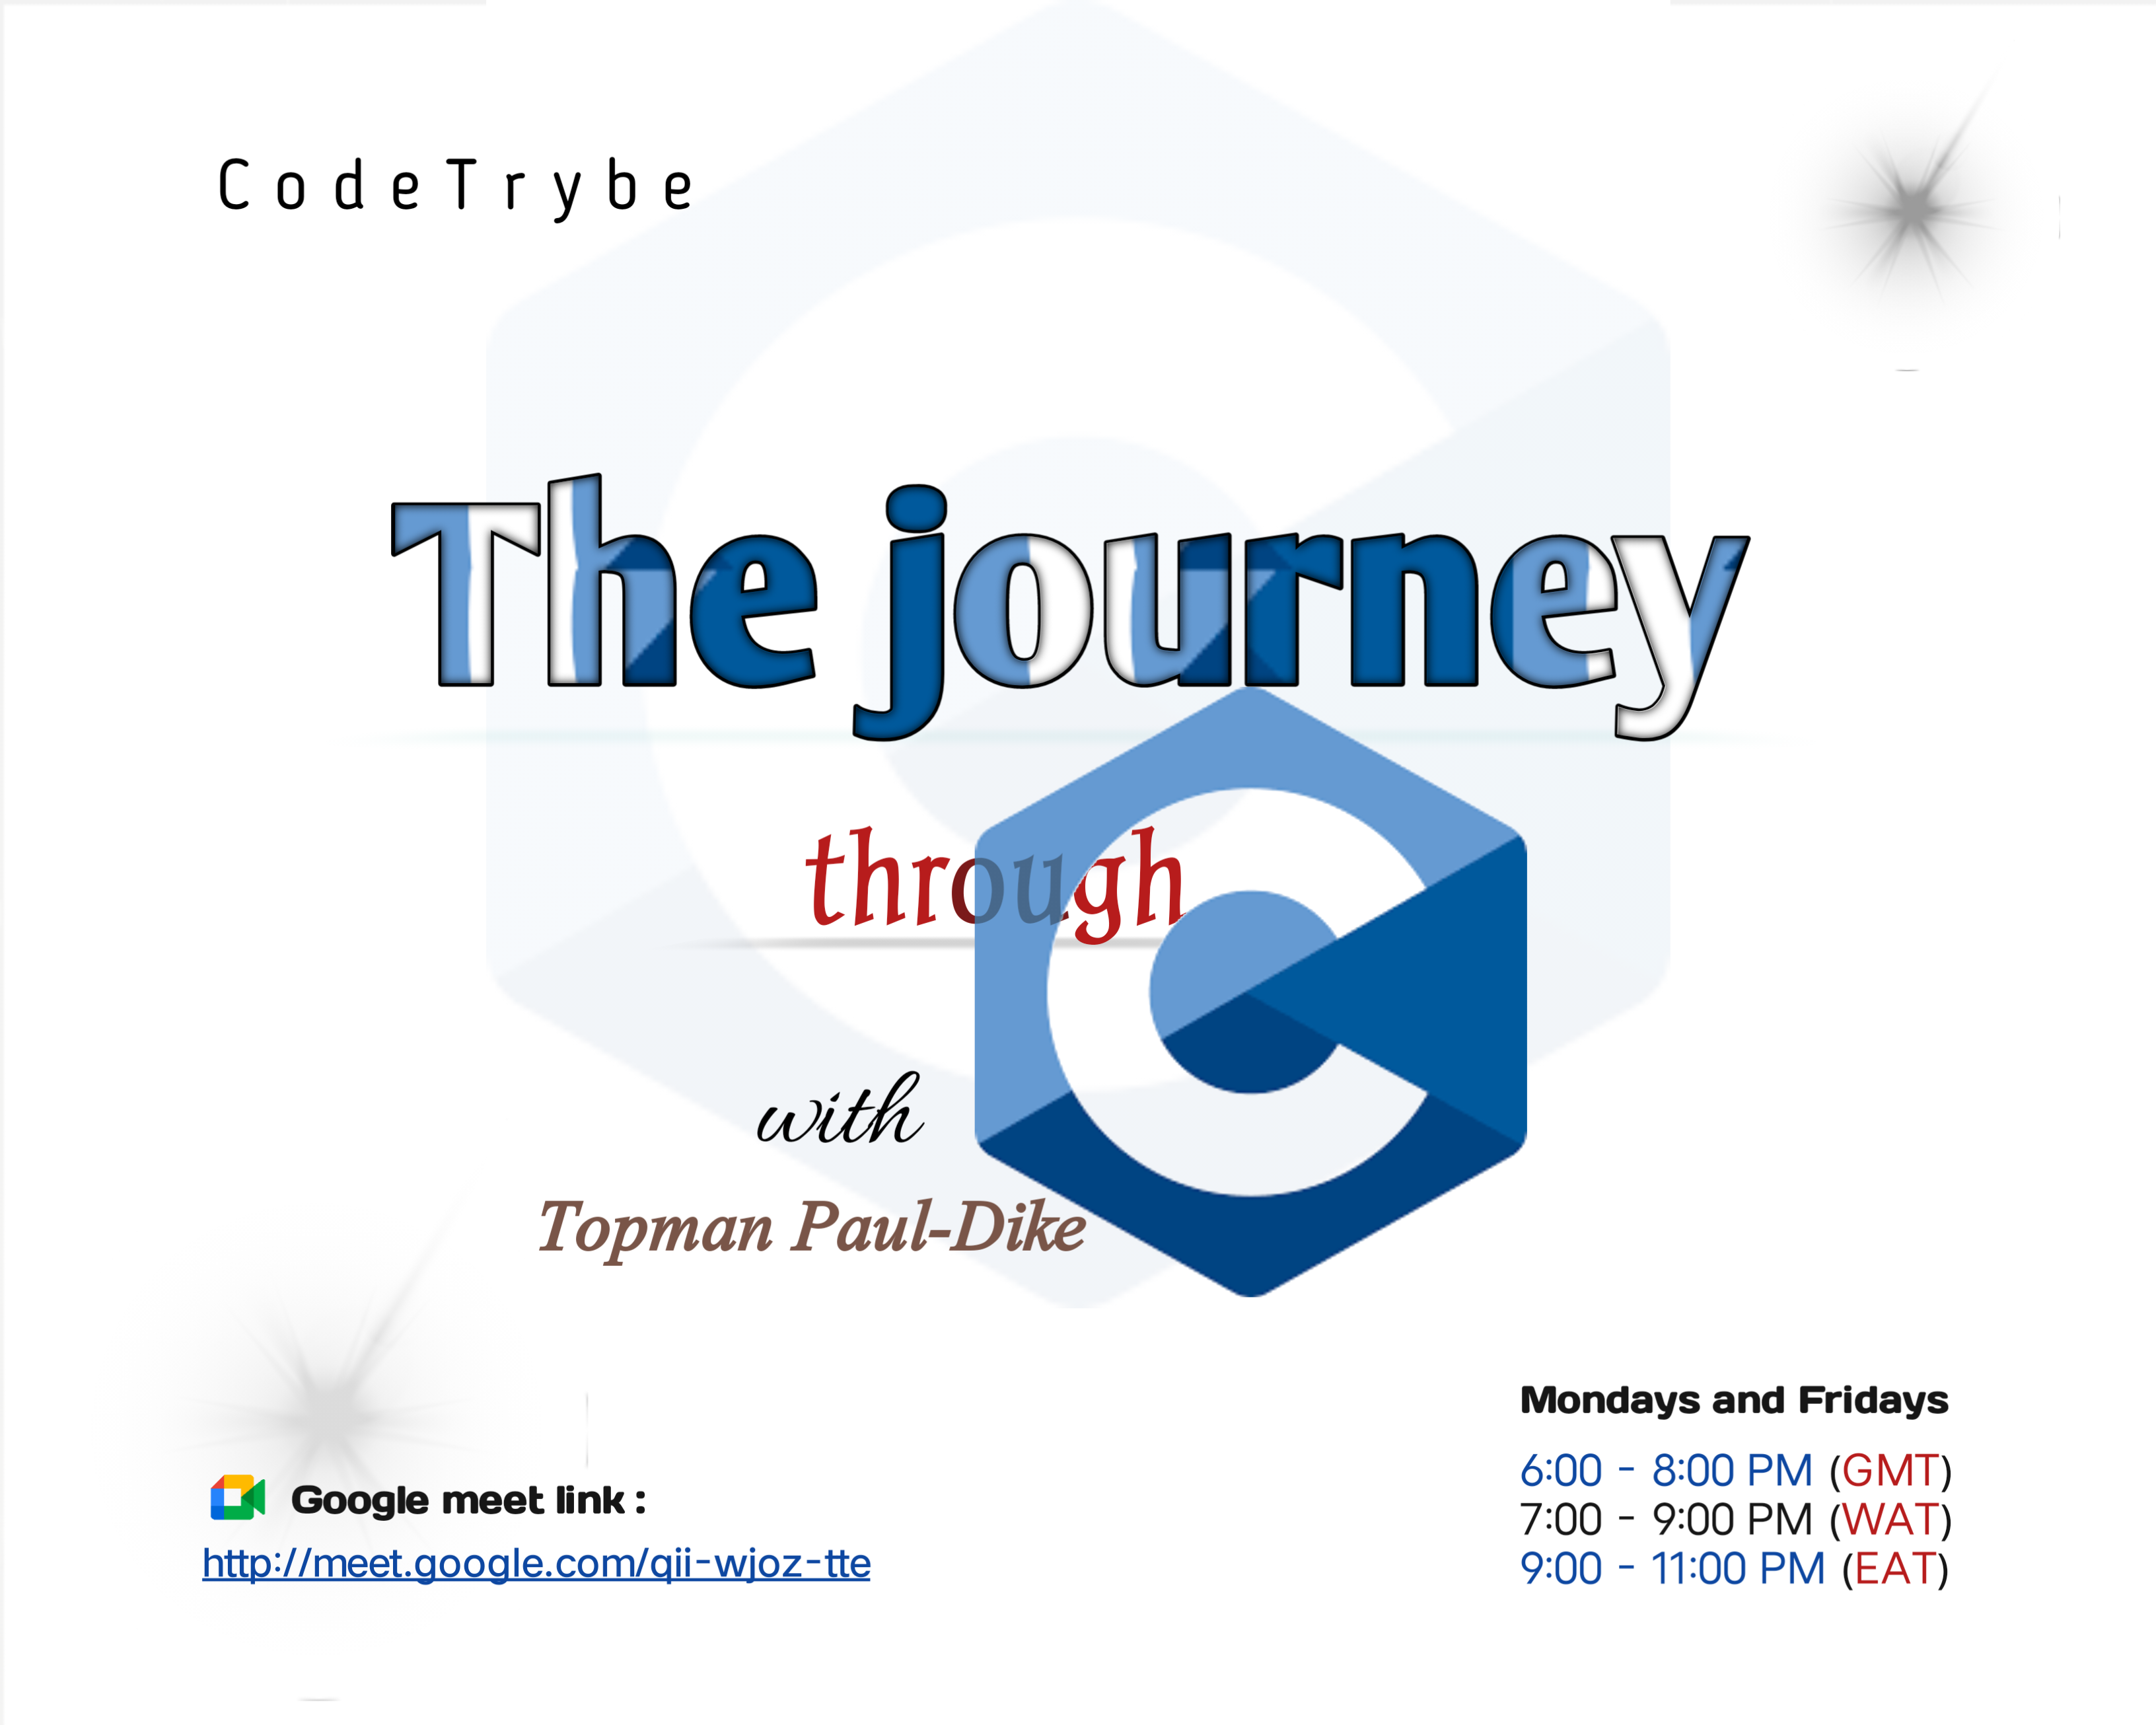 CodeTrybe
The journey
through
C
with
Topman Paul-Dike
Mondays and Fridays
6:00 - 8:00 PM (GMT)
7:00 - 9:00 PM (WAT)
9:00 - 11:00 PM (EAT)
Google meet link :
http://meet.google.com/qii-wjoz-tte